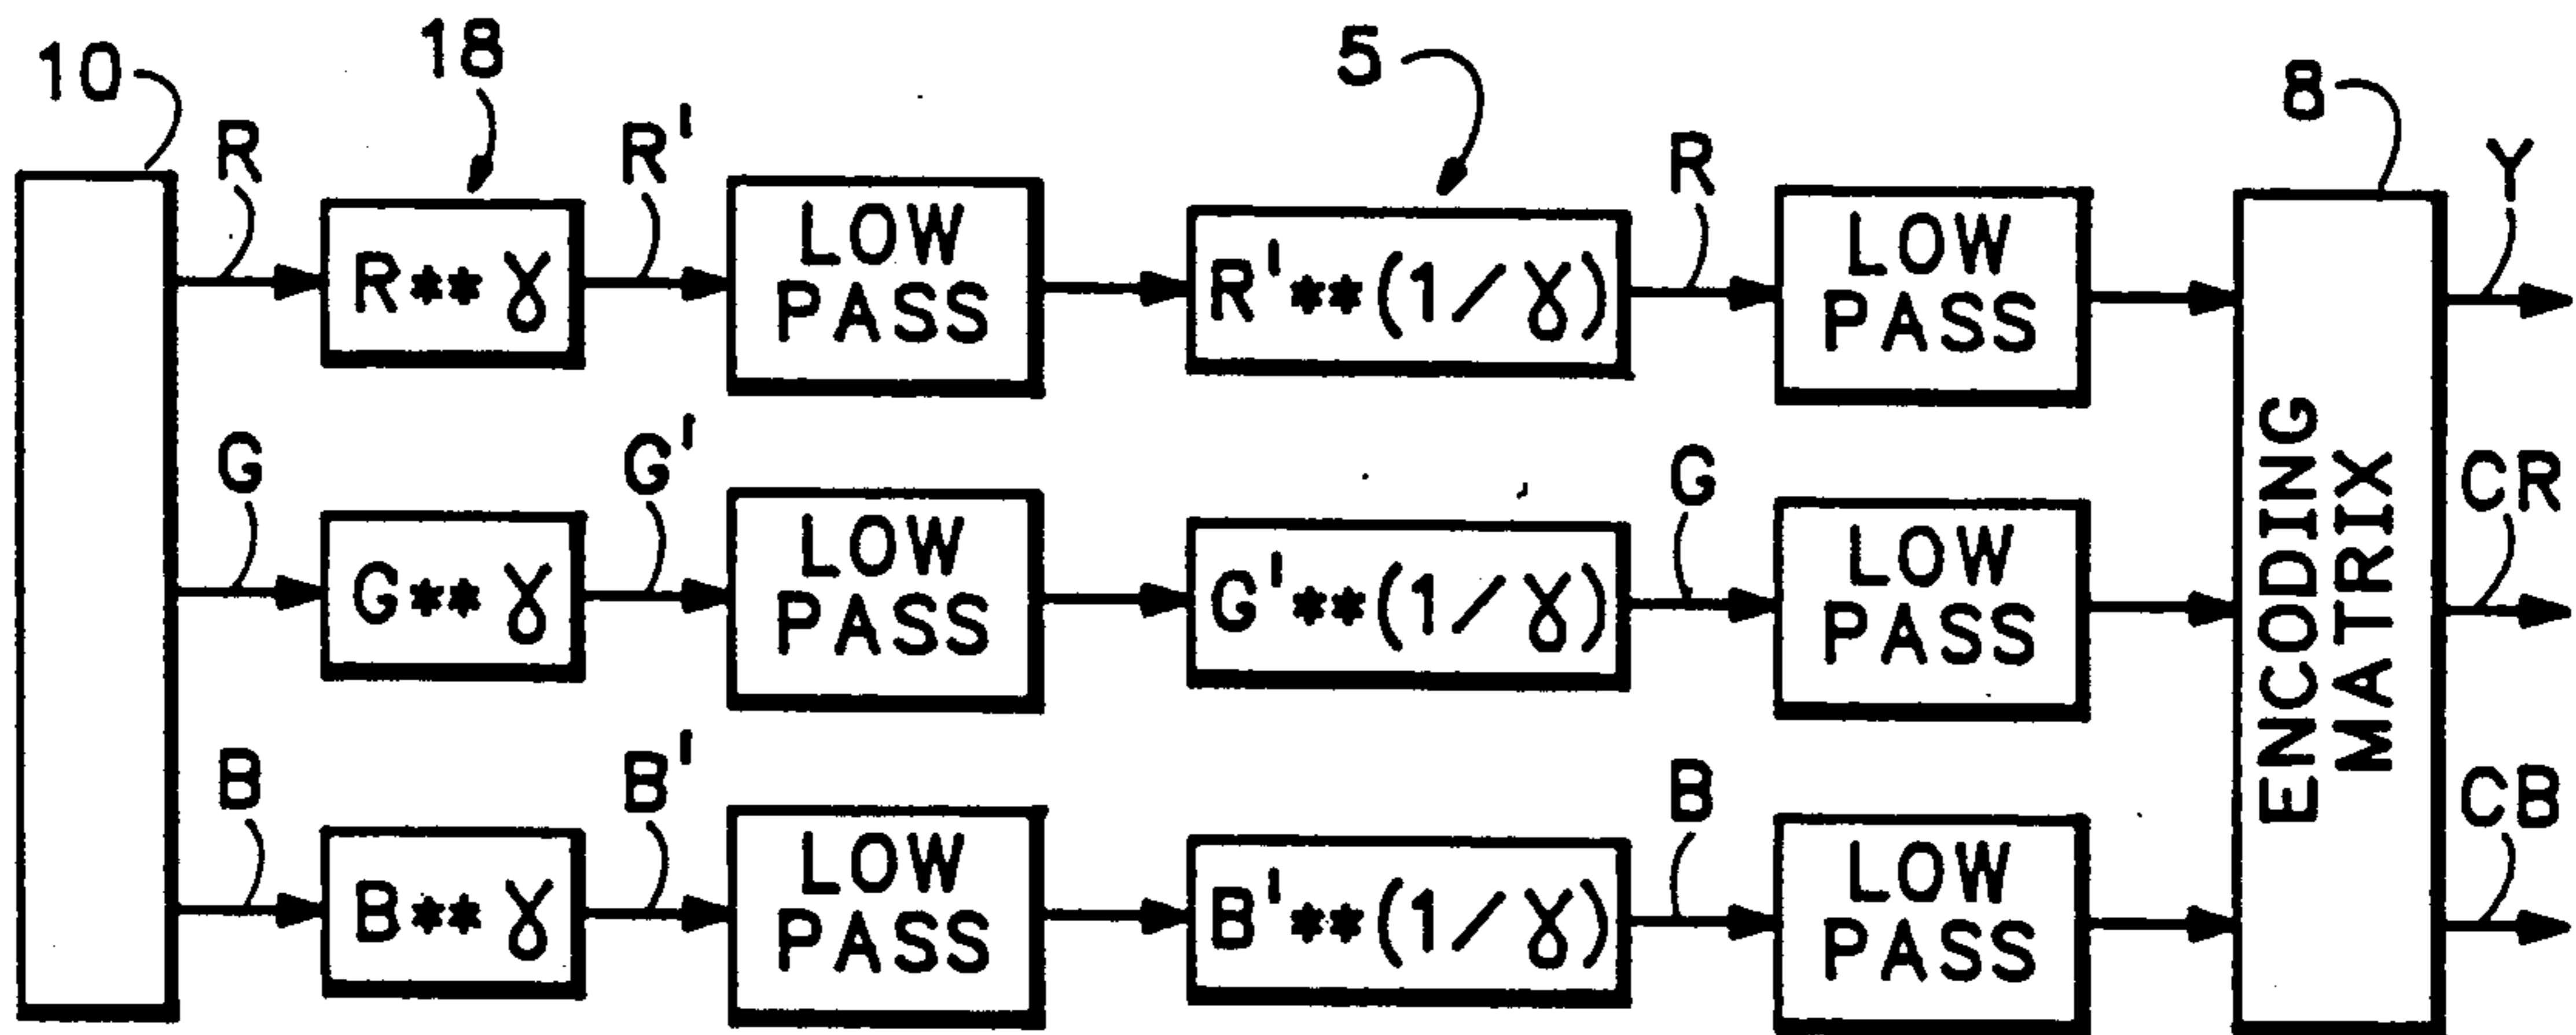 10
18
5
8
R
R'
R
Y
R** γ
LOW
PASS
R'**(1/γ)
LOW
PASS
G
G'
G
CR
G** γ
LOW
PASS
G'**(1/γ)
LOW
PASS
ENCODING
MATRIX
B
B'
B
CB
B** γ
LOW
PASS
B'**(1/γ)
LOW
PASS